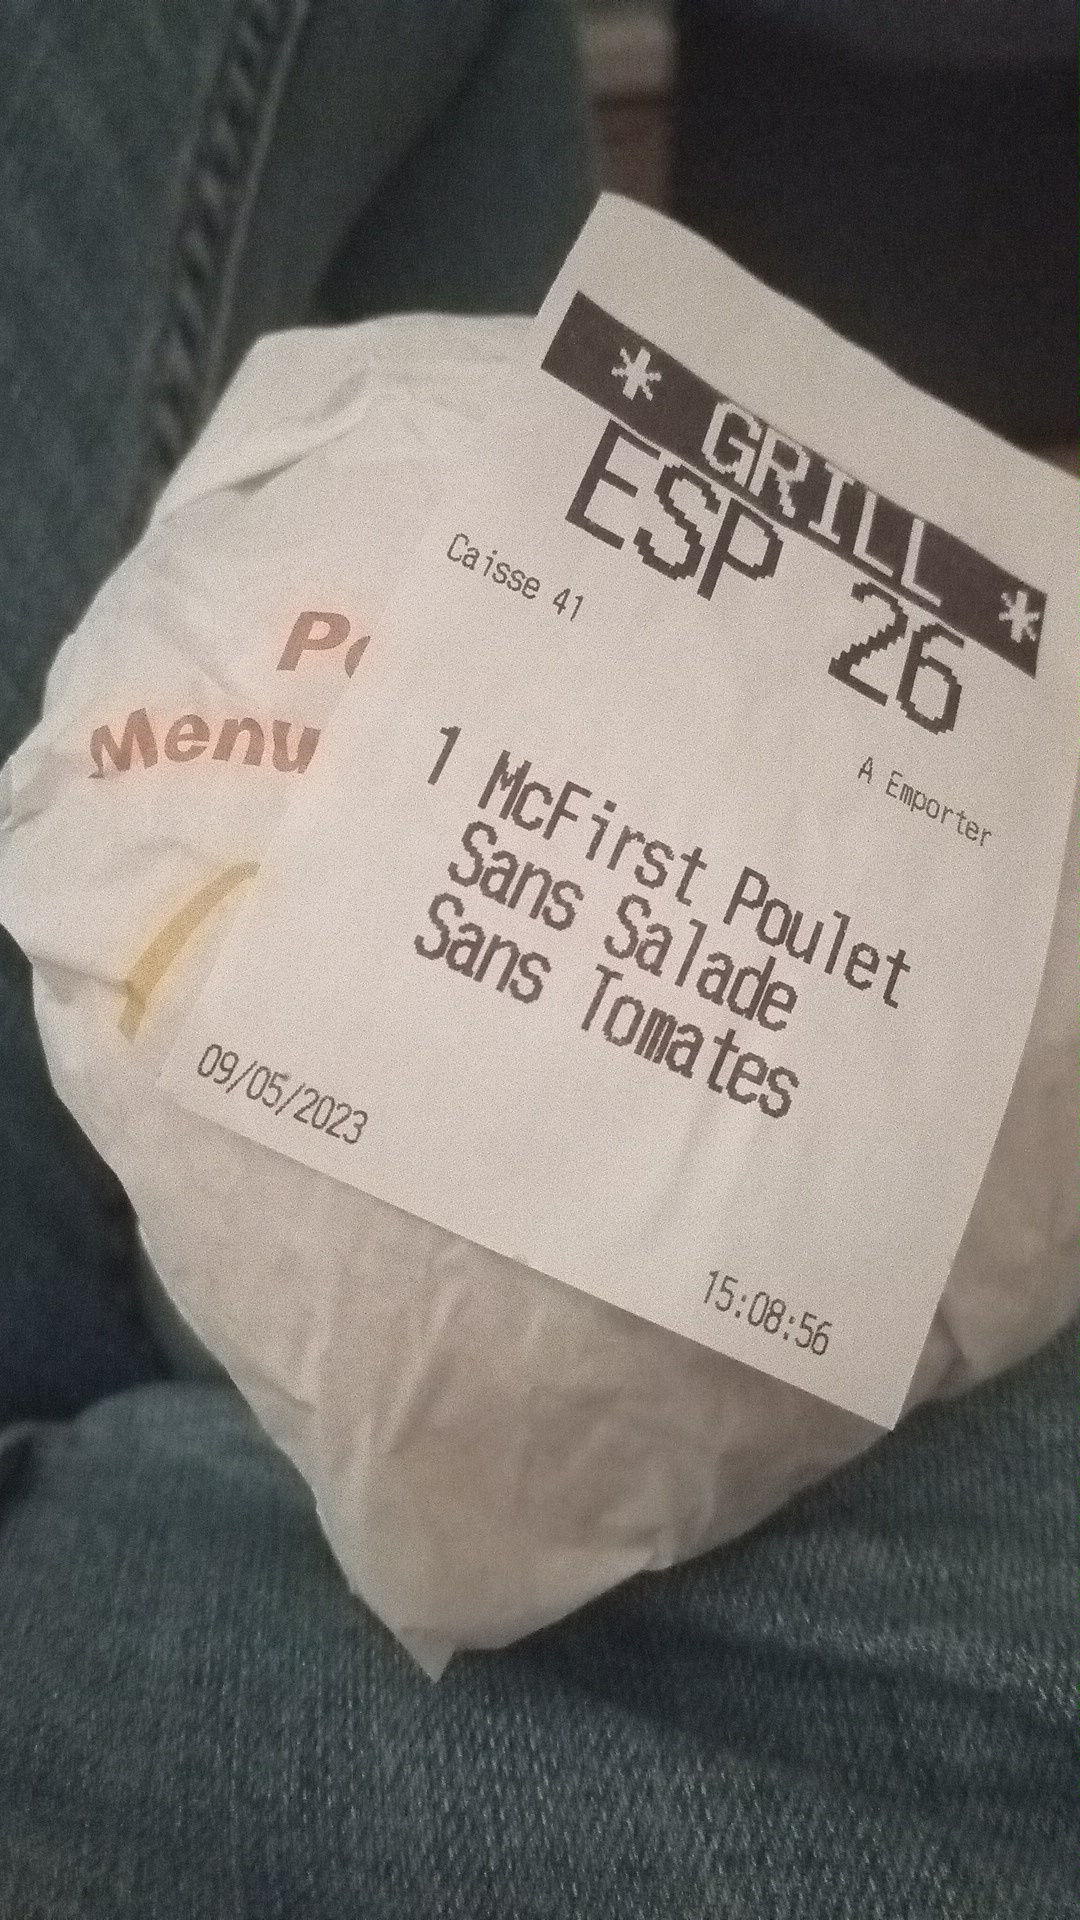 * GRILL *
ESP 26
Caisse 41
A Emporter
1 McFirst Poulet
Sans Salade
Sans Tomates
09/05/2023
15:08:56
Menu